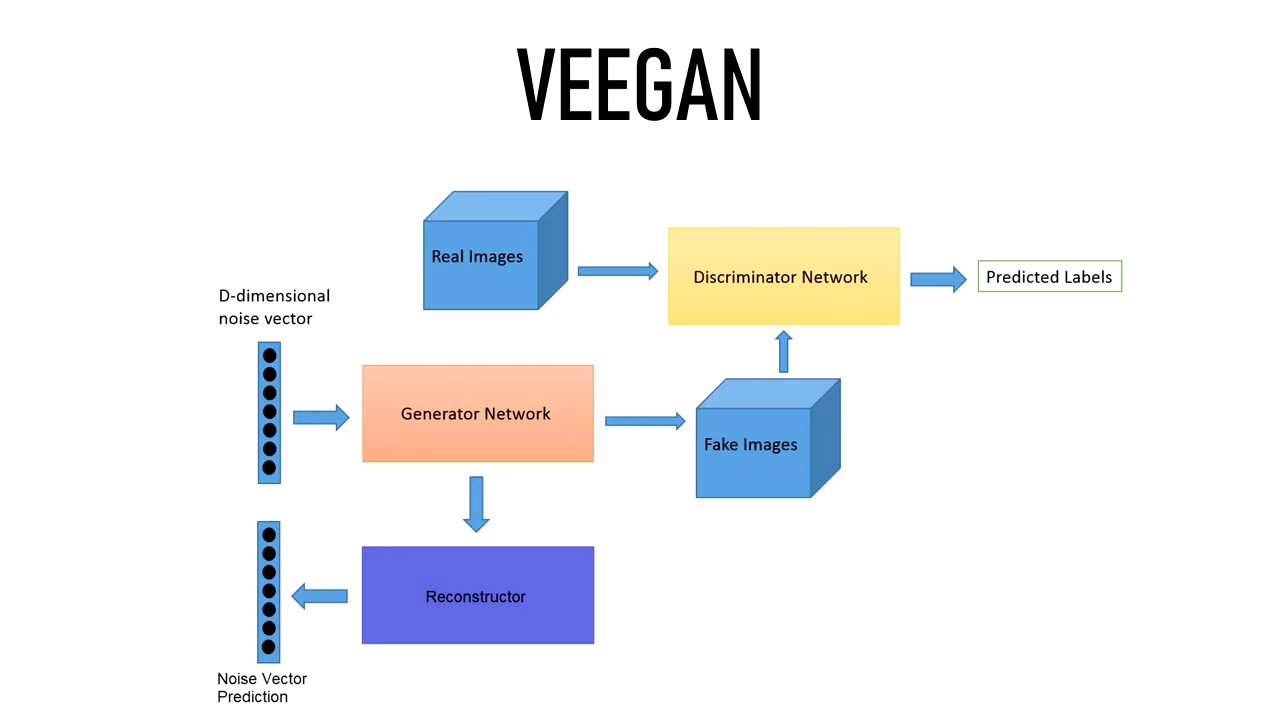 VEEGAN
Real Images
Discriminator Network
Predicted Labels
D-dimensional
noise vector
Generator Network
Fake Images
Reconstructor
Noise Vector
Prediction